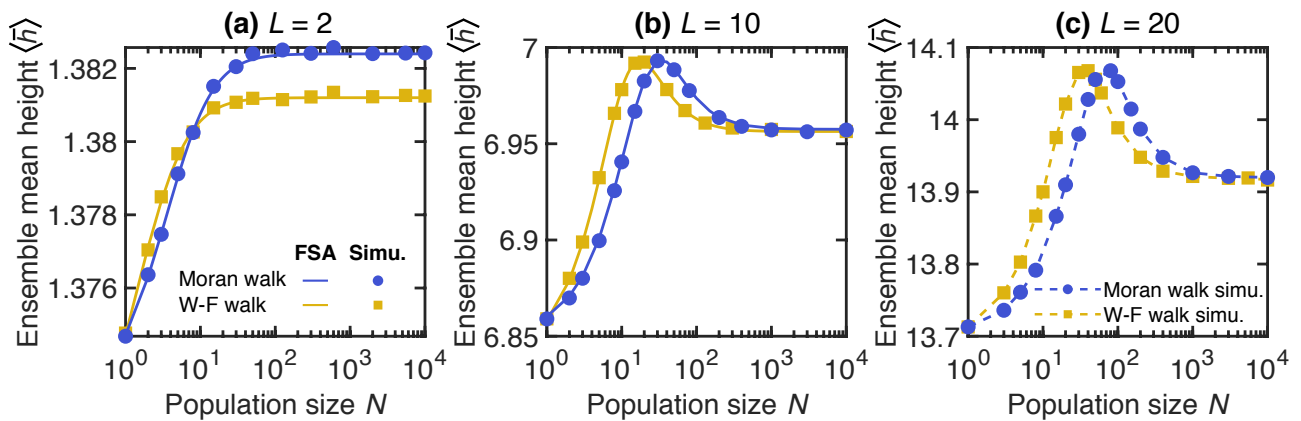 (a) L = 2
Ensemble mean height ⟨h̄⟩
1.382
1.38
1.378
1.376
FSA Simu.
Moran walk
W-F walk
10⁰ 10¹ 10² 10³ 10⁴
Population size N
(b) L = 10
Ensemble mean height ⟨h̄⟩
7
6.95
6.9
6.85
10⁰ 10¹ 10² 10³ 10⁴
Population size N
(c) L = 20
Ensemble mean height ⟨h̄⟩
14.1
14
13.9
13.8
13.7
Moran walk simu.
W-F walk simu.
10⁰ 10¹ 10² 10³ 10⁴
Population size N